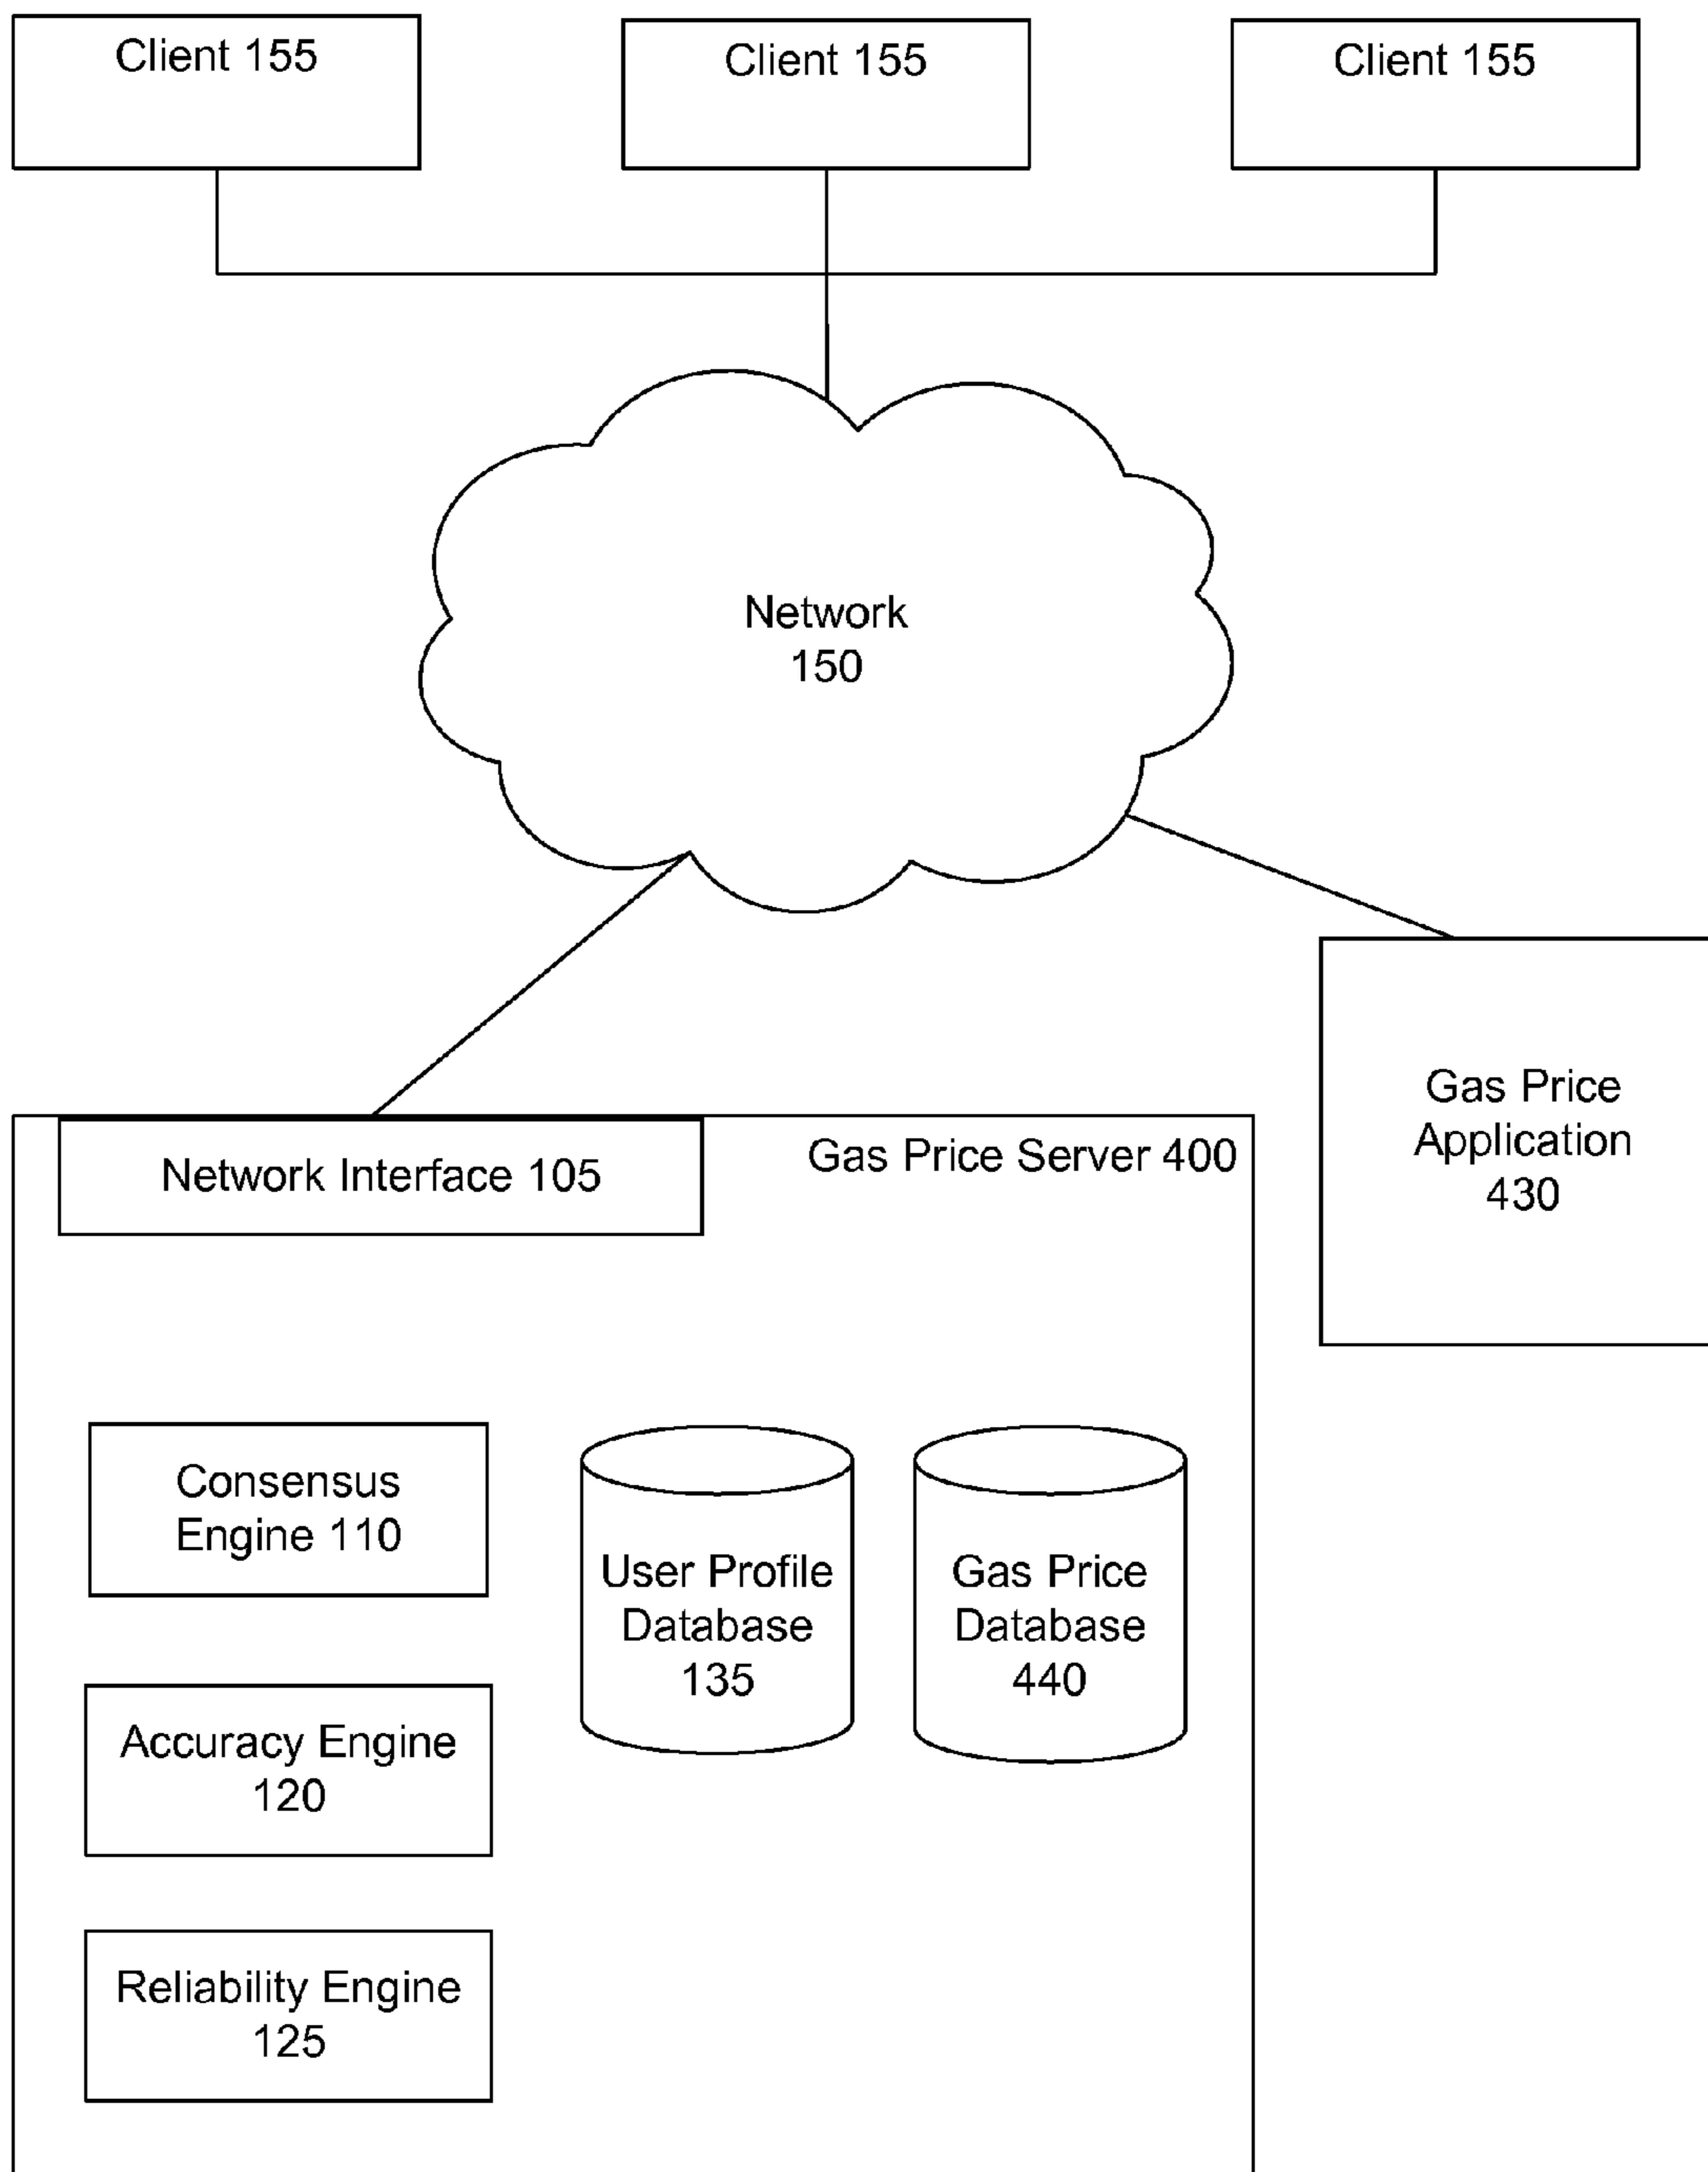 Client 155
Client 155
Client 155
Network
150
Gas Price
Application
430
Network Interface 105
Gas Price Server 400
Consensus
Engine 110
User Profile
Database
135
Gas Price
Database
440
Accuracy Engine
120
Reliability Engine
125